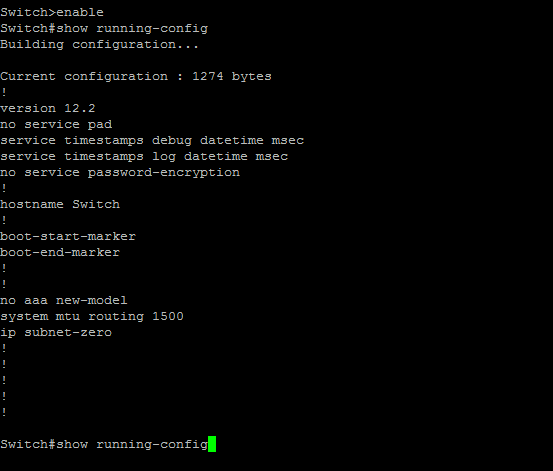 Switch>enable
Switch#show running-config
Building configuration...
Current configuration : 1274 bytes
!
version 12.2
no service pad
service timestamps debug datetime msec
service timestamps log datetime msec
no service password-encryption
!
hostname Switch
!
boot-start-marker
boot-end-marker
!
!
no aaa new-model
system mtu routing 1500
ip subnet-zero
!
!
!
!
!
Switch#show running-config